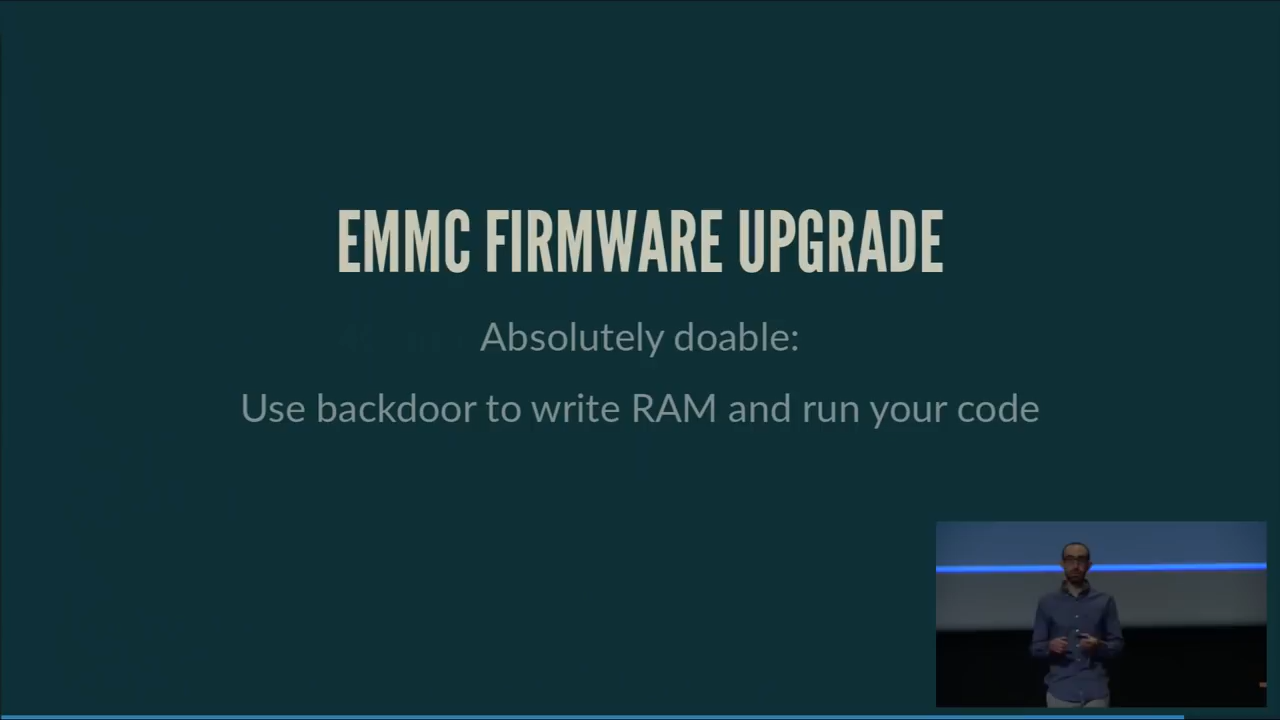 EMMC FIRMWARE UPGRADE
Absolutely doable:
Use backdoor to write RAM and run your code